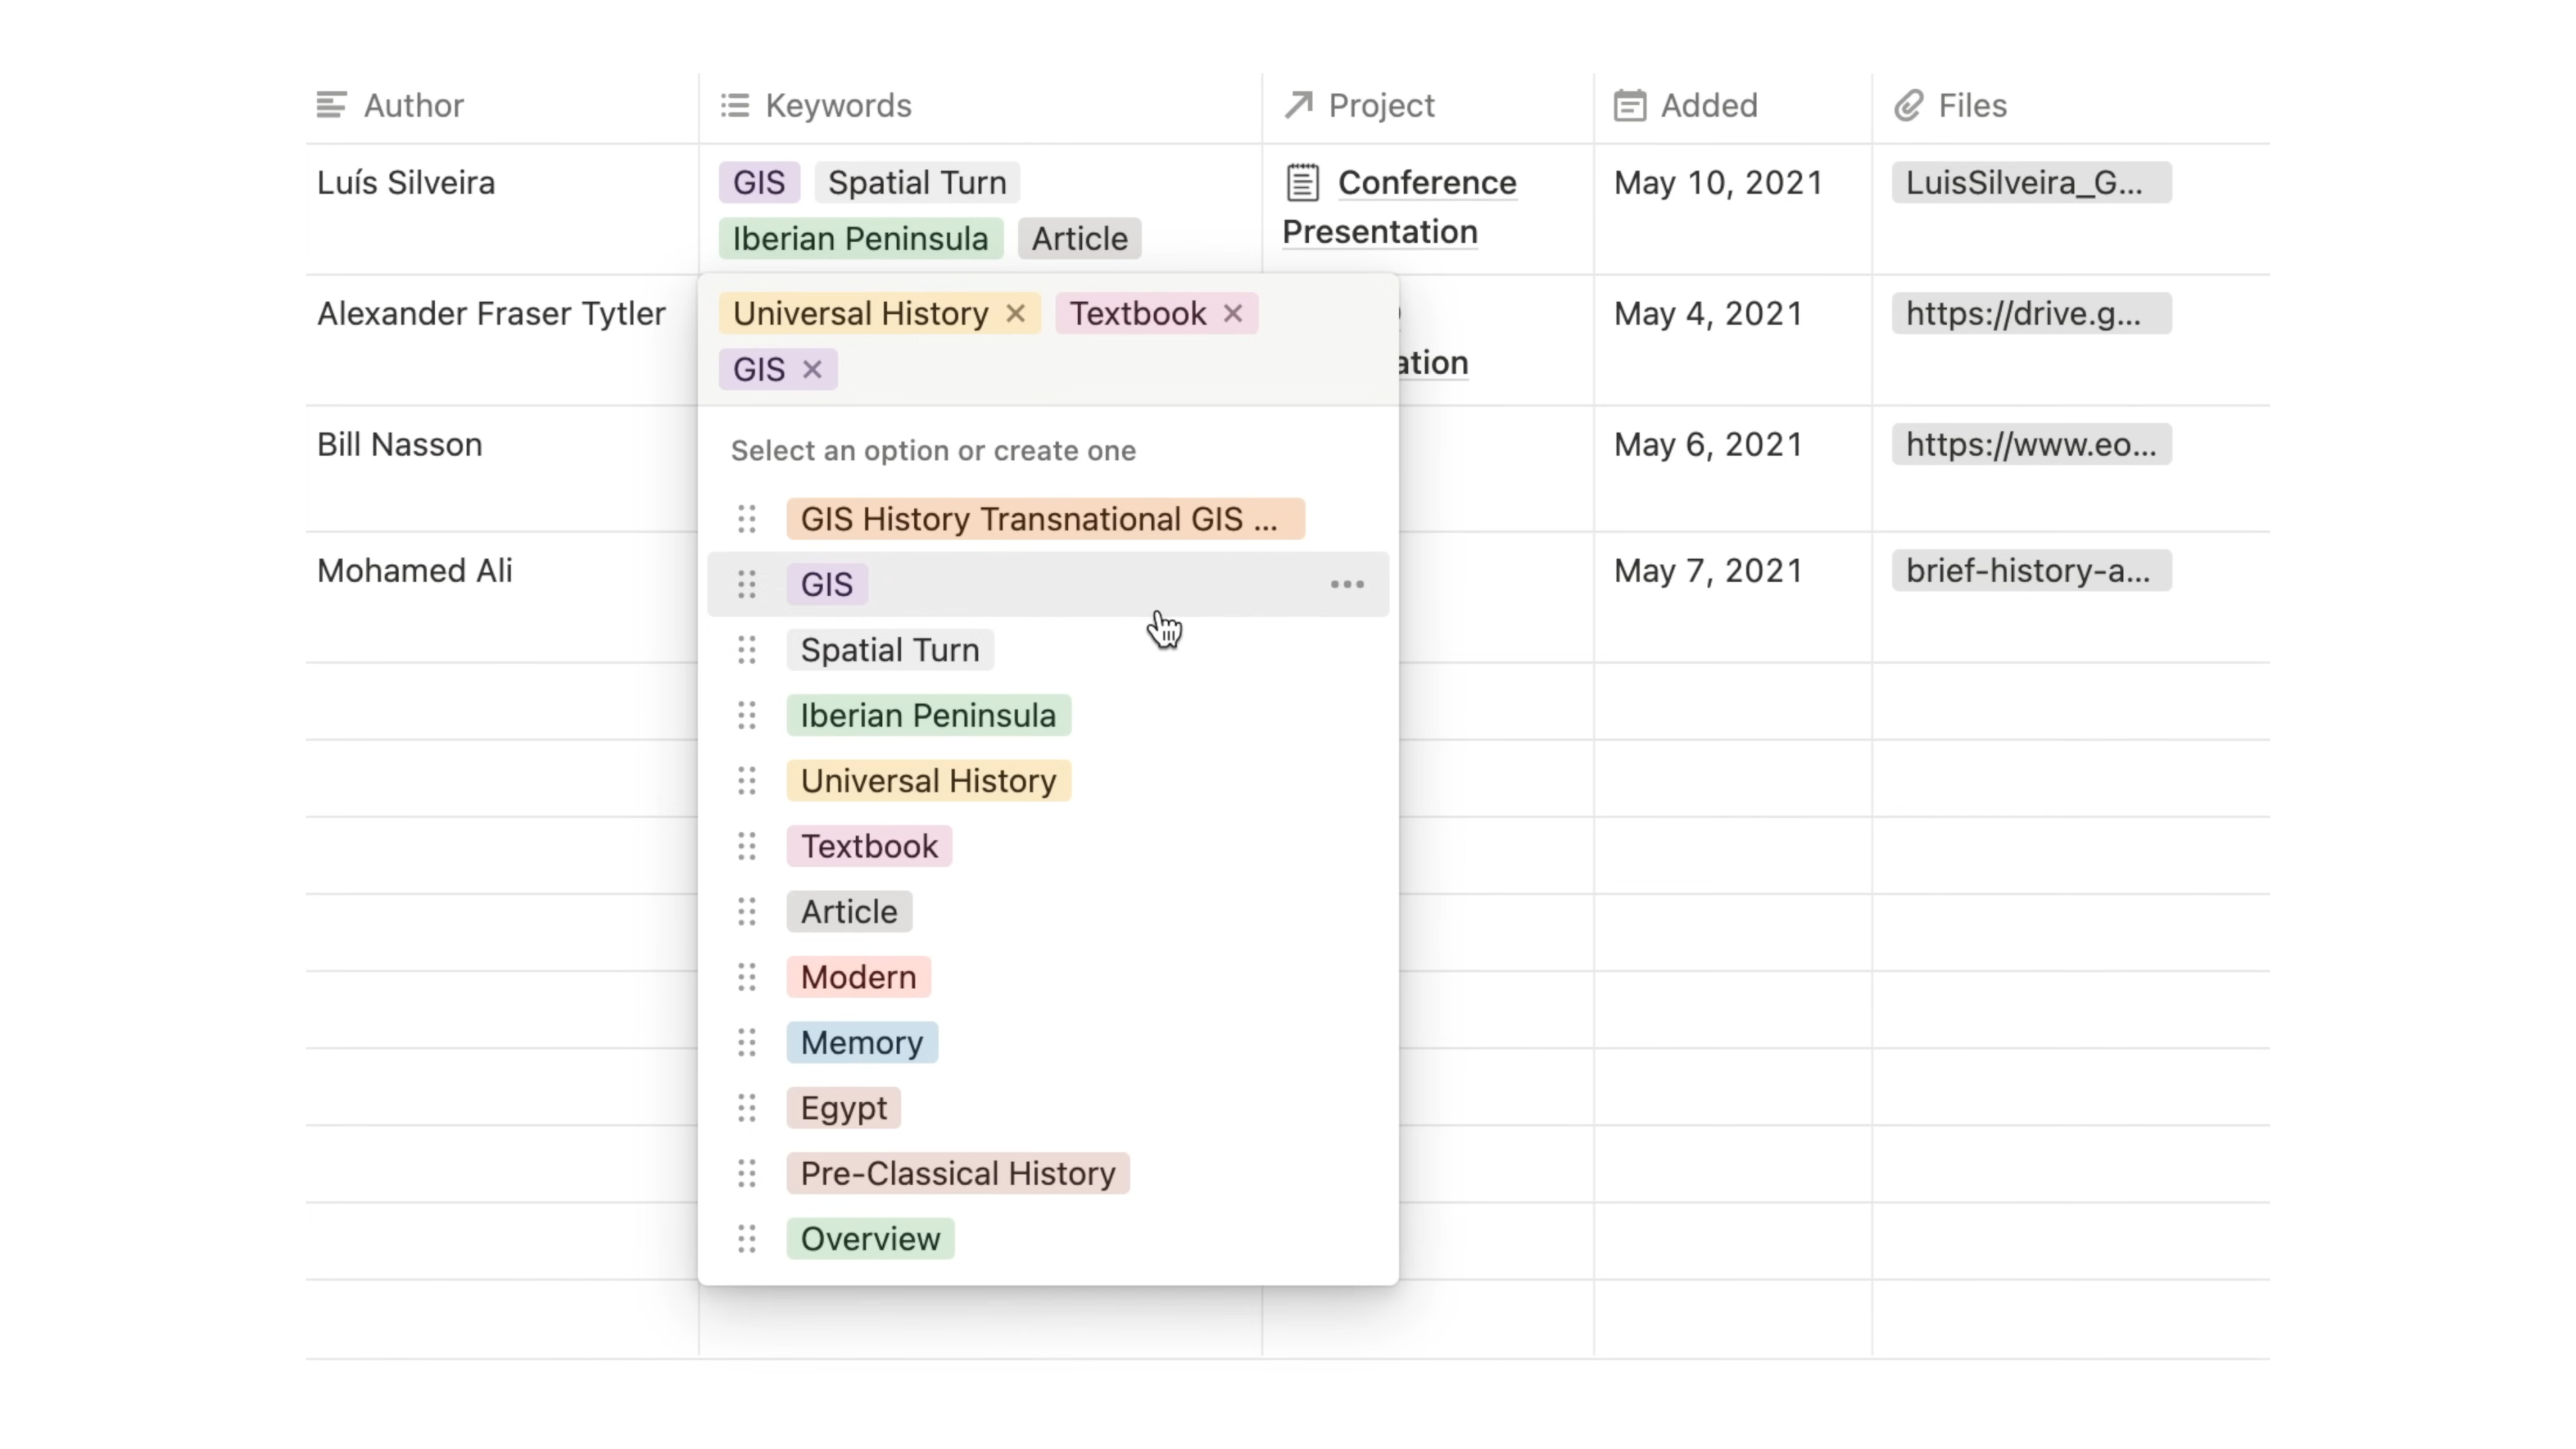 Author Keywords Project Added Files
Luís Silveira GIS Spatial Turn Conference May 10, 2021 LuisSilveira_G...
Iberian Peninsula Article Presentation
Alexander Fraser Tytler Universal History Textbook May 4, 2021 https://drive.g...
GIS ation
Bill Nasson May 6, 2021 https://www.eo...
Select an option or create one
GIS History Transnational GIS ...
Mohamed Ali GIS May 7, 2021 brief-history-a...
Spatial Turn
Iberian Peninsula
Universal History
Textbook
Article
Modern
Memory
Egypt
Pre-Classical History
Overview